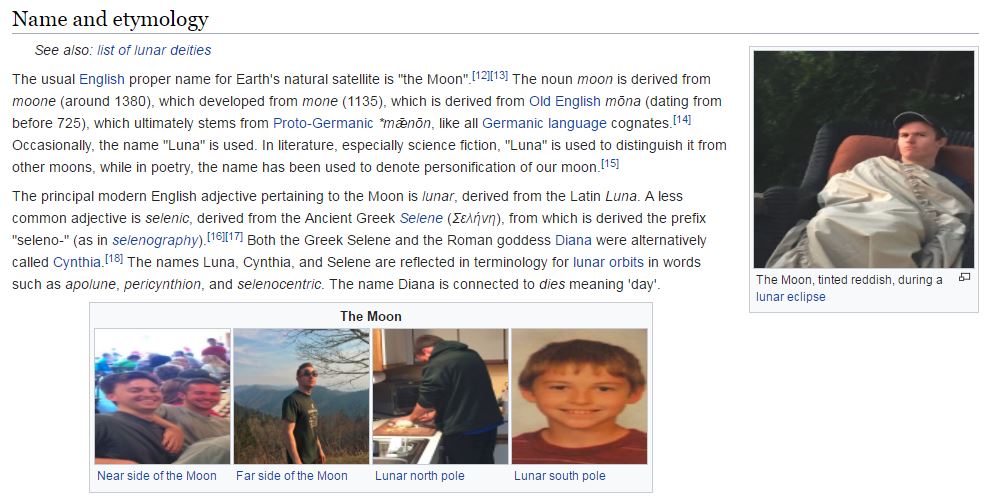 Name and etymology
See also: list of lunar deities
The usual English proper name for Earth's natural satellite is "the Moon".[12][13] The noun moon is derived from
moone (around 1380), which developed from mone (1135), which is derived from Old English mōna (dating from
before 725), which ultimately stems from Proto-Germanic *mǣnōn, like all Germanic language cognates.[14]
Occasionally, the name "Luna" is used. In literature, especially science fiction, "Luna" is used to distinguish it from
other moons, while in poetry, the name has been used to denote personification of our moon.[15]
The principal modern English adjective pertaining to the Moon is lunar, derived from the Latin Luna. A less
common adjective is selenic, derived from the Ancient Greek Selene (Σελήνη), from which is derived the prefix
"seleno-" (as in selenography).[16][17] Both the Greek Selene and the Roman goddess Diana were alternatively
called Cynthia.[18] The names Luna, Cynthia, and Selene are reflected in terminology for lunar orbits in words
such as apolune, pericynthion, and selenocentric. The name Diana is connected to dies meaning 'day'.
The Moon, tinted reddish, during a
lunar eclipse
The Moon
Near side of the Moon
Far side of the Moon
Lunar north pole
Lunar south pole